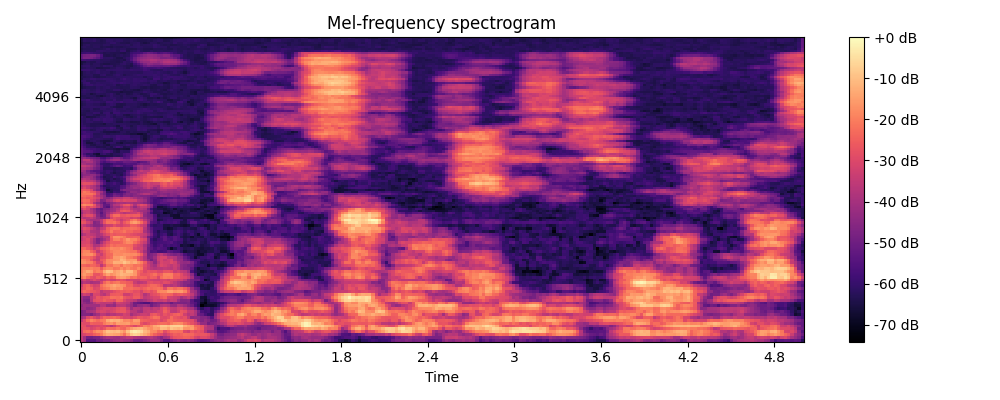 Mel-frequency spectrogram
+0 dB
4096
-10 dB
-20 dB
2048
-30 dB
Hz
1024
-40 dB
-50 dB
512
-60 dB
-70 dB
0
0 0.6 1.2 1.8 2.4 3 3.6 4.2 4.8
Time